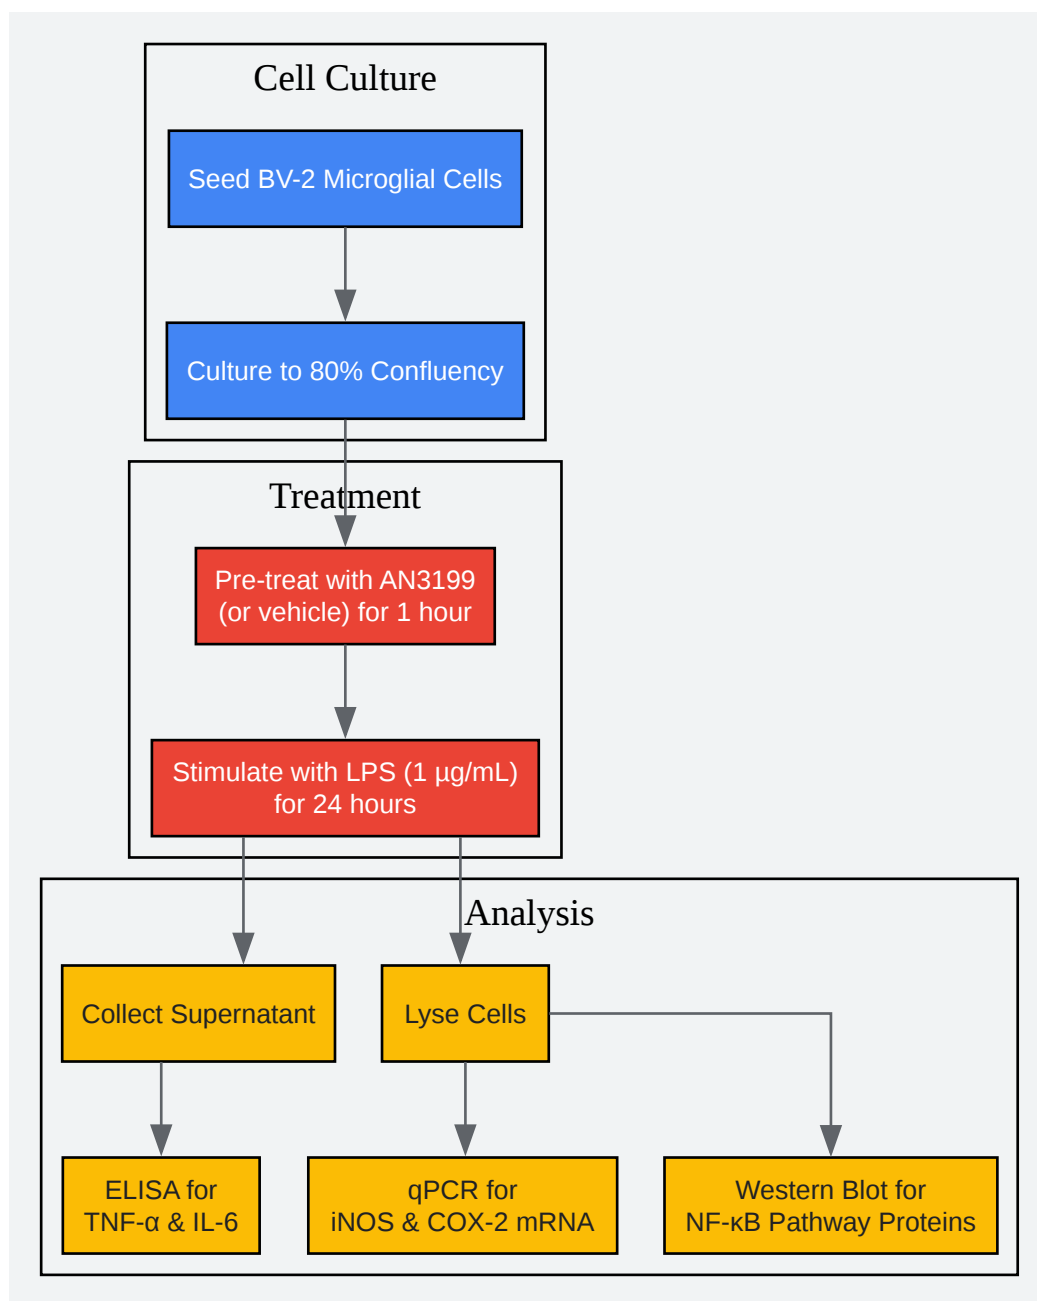 Cell Culture
Seed BV-2 Microglial Cells
Culture to 80% Confluency
Treatment
Pre-treat with AN3199
(or vehicle) for 1 hour
Stimulate with LPS (1 µg/mL)
for 24 hours
Analysis
Collect Supernatant
Lyse Cells
ELISA for
TNF-α & IL-6
qPCR for
iNOS & COX-2 mRNA
Western Blot for
NF-κB Pathway Proteins